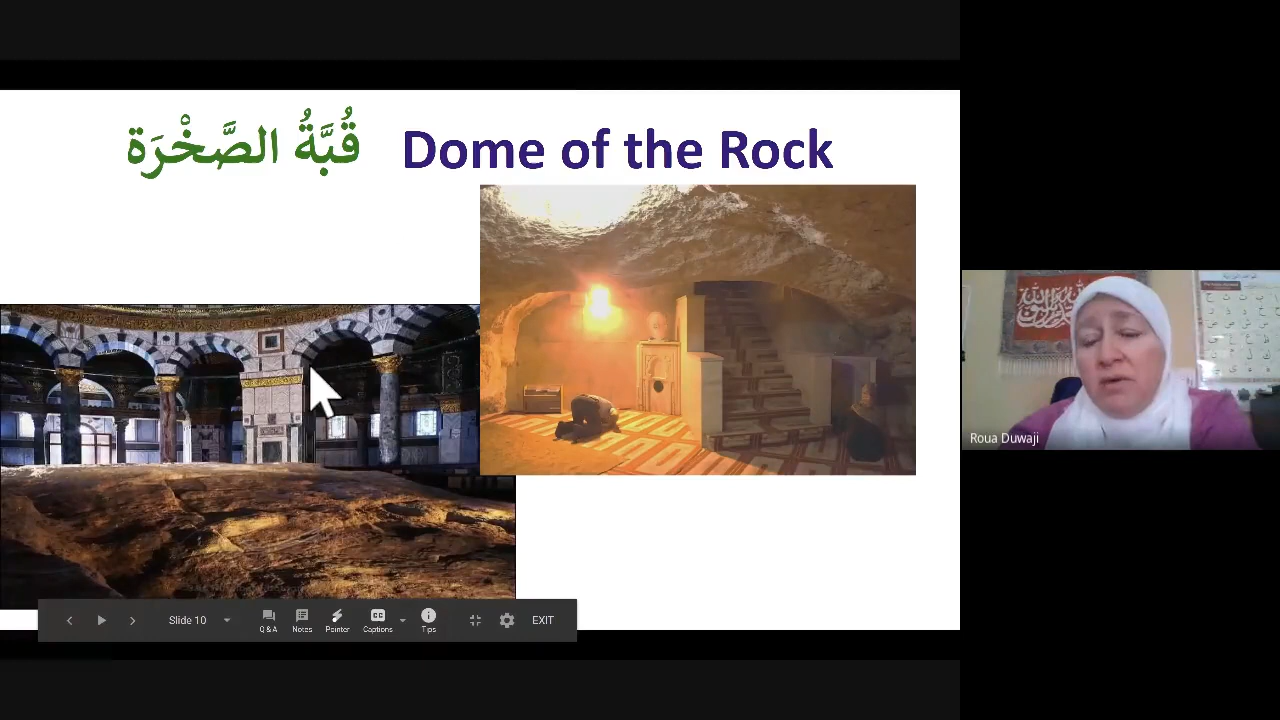 قُبَّةُ الصَّخْرَة
Dome of the Rock
Roua Duwaji
Slide 10
Q & A
Notes
Pointer
Captions
Tips
EXIT